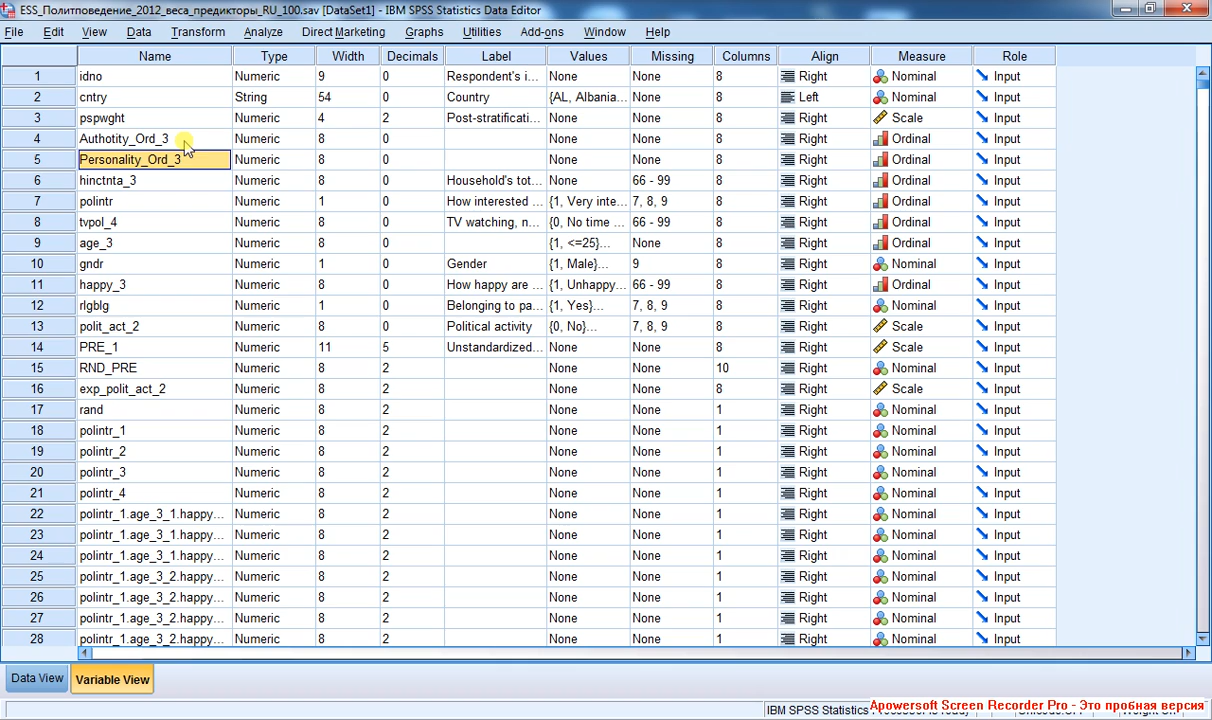 ESS_Политповедение_2012_веса_предикторы_RU_100.sav [DataSet1] - IBM SPSS Statistics Data Editor
File Edit View Data Transform Analyze Direct Marketing Graphs Utilities Add-ons Window Help
Name Type Width Decimals Label Values Missing Columns Align Measure Role
1 idno Numeric 9 0 Respondent's i... None None 8 Right Nominal Input
2 cntry String 54 0 Country {AL, Albania... None 8 Left Nominal Input
3 pspwght Numeric 4 2 Post-stratificati... None None 8 Right Scale Input
4 Authotity_Ord_3 Numeric 8 0 None None 8 Right Ordinal Input
5 Personality_Ord_3 Numeric 8 0 None None 8 Right Ordinal Input
6 hinctnta_3 Numeric 8 0 Household's tot... None 66 - 99 8 Right Ordinal Input
7 polintr Numeric 1 0 How interested ... {1, Very inte... 7, 8, 9 8 Right Ordinal Input
8 tvpol_4 Numeric 8 0 TV watching, n... {0, No time ... 66 - 99 8 Right Ordinal Input
9 age_3 Numeric 8 0 {1, <=25}... None 8 Right Ordinal Input
10 gndr Numeric 1 0 Gender {1, Male}... 9 8 Right Nominal Input
11 happy_3 Numeric 8 0 How happy are ... {1, Unhappy... 66 - 99 8 Right Ordinal Input
12 rlgblg Numeric 1 0 Belonging to pa... {1, Yes}... 7, 8, 9 8 Right Nominal Input
13 polit_act_2 Numeric 8 0 Political activity {0, No}... 7, 8, 9 8 Right Scale Input
14 PRE_1 Numeric 11 5 Unstandardized... None None 8 Right Scale Input
15 RND_PRE Numeric 8 2 None None 10 Right Nominal Input
16 exp_polit_act_2 Numeric 8 2 None None 8 Right Scale Input
17 rand Numeric 8 2 None None 1 Right Nominal Input
18 polintr_1 Numeric 8 2 None None 1 Right Nominal Input
19 polintr_2 Numeric 8 2 None None 1 Right Nominal Input
20 polintr_3 Numeric 8 2 None None 1 Right Nominal Input
21 polintr_4 Numeric 8 2 None None 1 Right Nominal Input
22 polintr_1.age_3_1.happy... Numeric 8 2 None None 1 Right Nominal Input
23 polintr_1.age_3_1.happy... Numeric 8 2 None None 1 Right Nominal Input
24 polintr_1.age_3_1.happy... Numeric 8 2 None None 1 Right Nominal Input
25 polintr_1.age_3_2.happy... Numeric 8 2 None None 1 Right Nominal Input
26 polintr_1.age_3_2.happy... Numeric 8 2 None None 1 Right Nominal Input
27 polintr_1.age_3_2.happy... Numeric 8 2 None None 1 Right Nominal Input
28 polintr_1.age_3_2.happy... Numeric 8 2 None None 1 Right Nominal Input
Data View Variable View
Apowersoft Screen Recorder Pro - Это пробная версия
IBM SPSS Statistics